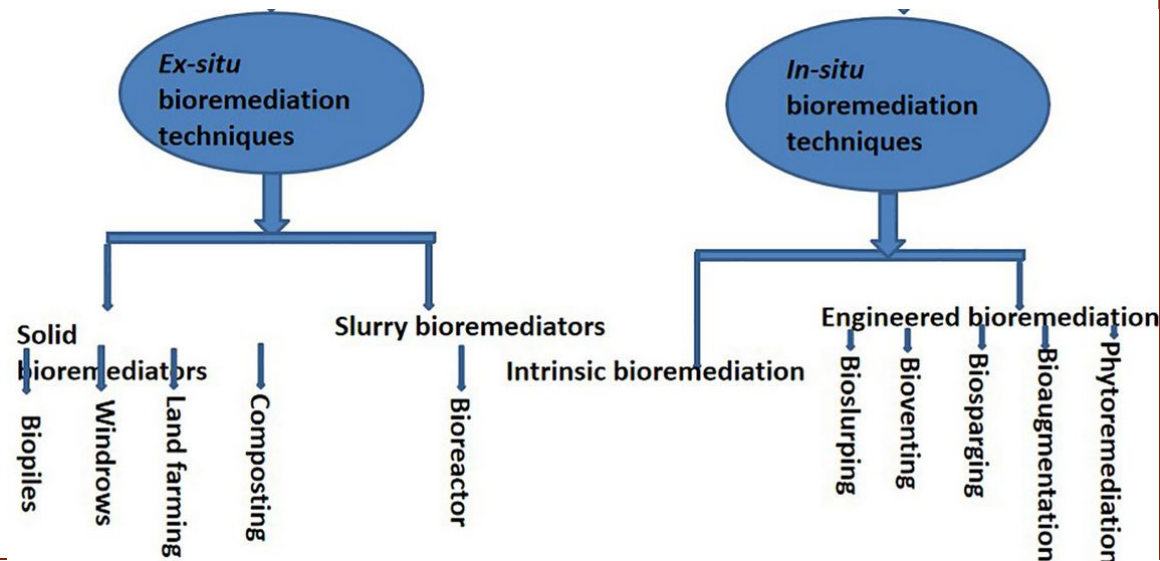 Ex-situ
bioremediation
techniques
In-situ
bioremediation
techniques
Solid
bioremediators
Slurry bioremediators
Engineered bioremediation
Intrinsic bioremediation
Biopiles
Windrows
Land farming
Composting
Bioreactor
Bioslurping
Bioventing
Biosparging
Bioaugmentation
Phytoremediation